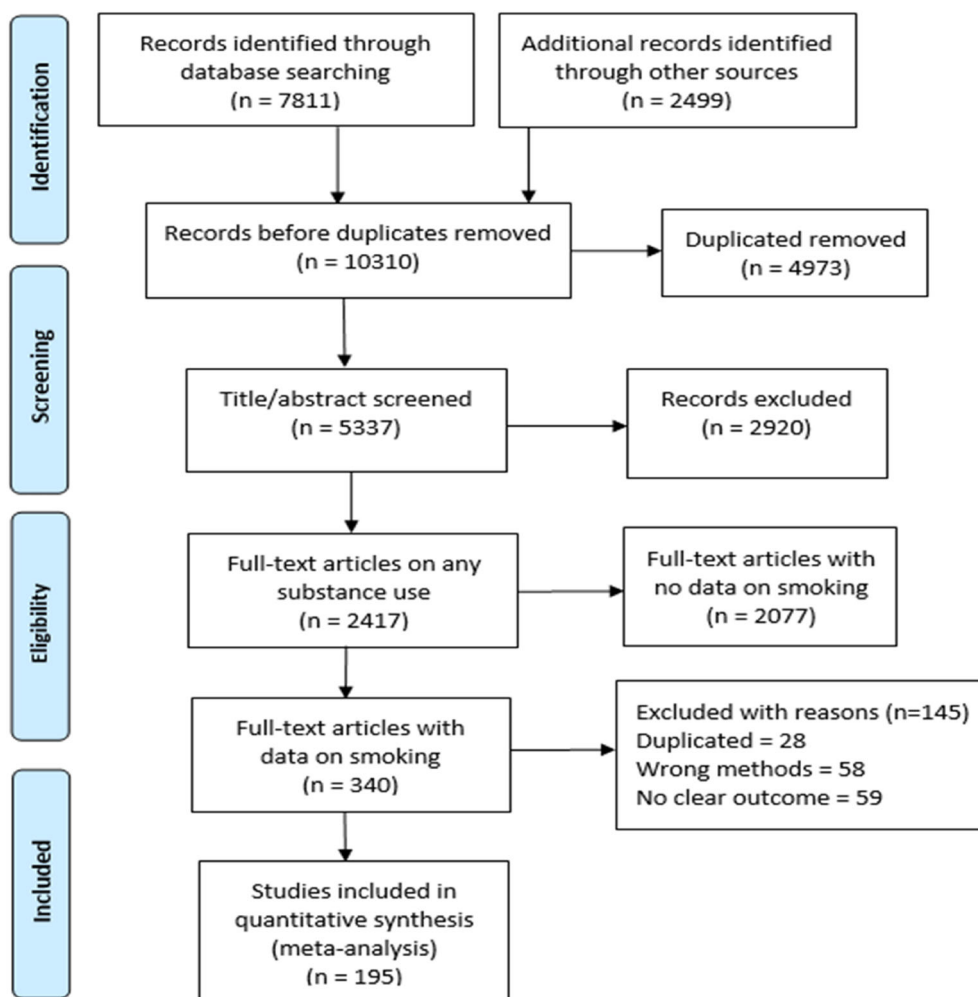 Identification
Records identified through
database searching
(n = 7811)
Additional records identified
through other sources
(n = 2499)
Records before duplicates removed
(n = 10310)
Duplicated removed
(n = 4973)
Screening
Title/abstract screened
(n = 5337)
Records excluded
(n = 2920)
Eligibility
Full-text articles on any
substance use
(n = 2417)
Full-text articles with
no data on smoking
(n = 2077)
Full-text articles with
data on smoking
(n = 340)
Excluded with reasons (n=145)
Duplicated = 28
Wrong methods = 58
No clear outcome = 59
Included
Studies included in
quantitative synthesis
(meta-analysis)
(n = 195)